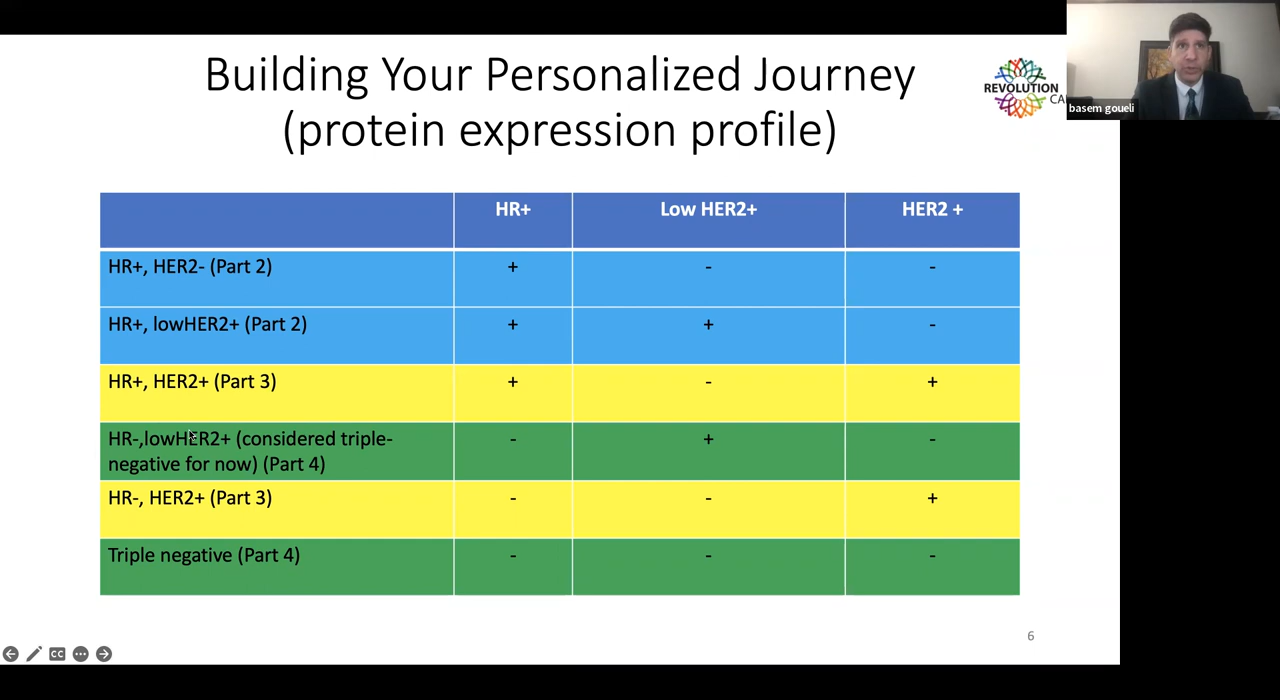 Building Your Personalized Journey
(protein expression profile)
REVOLUTION
CA
basem goueli
HR+ Low HER2+ HER2 +
HR+, HER2- (Part 2) + - -
HR+, lowHER2+ (Part 2) + + -
HR+, HER2+ (Part 3) + - +
HR-,lowHER2+ (considered triple-
negative for now) (Part 4) - + -
HR-, HER2+ (Part 3) - - +
Triple negative (Part 4) - - -
6
CC